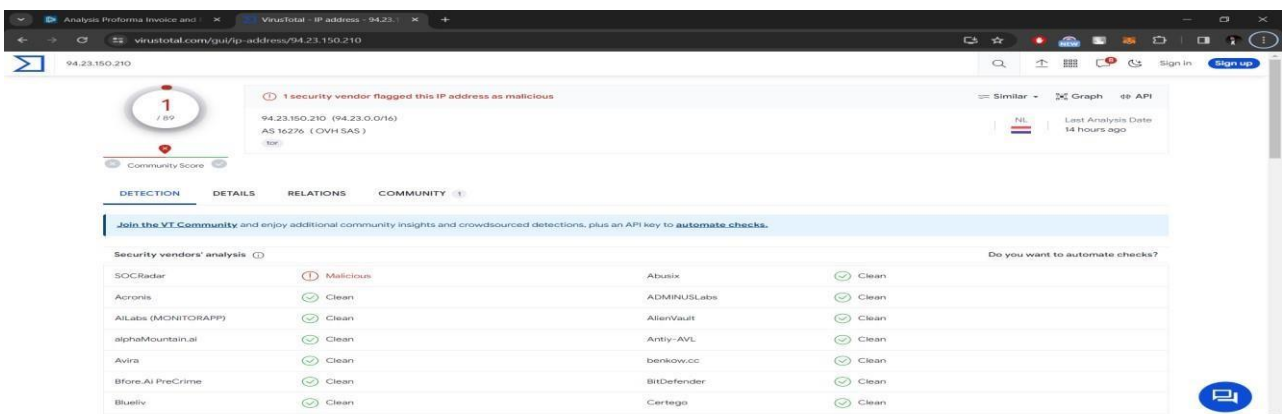 Analysis Proforma Invoice and
VirusTotal - IP address - 94.23.1
virustotal.com/gui/ip-address/94.23.150.210
NEW
94.23.150.210
6
Sign in
Sign up
1
/ 89
Community Score
1 security vendor flagged this IP address as malicious
Similar
Graph
API
94.23.150.210 (94.23.0.0/16)
AS 16276 ( OVH SAS )
tor
NL
Last Analysis Date
14 hours ago
DETECTION DETAILS RELATIONS COMMUNITY 1
Join the VT Community and enjoy additional community insights and crowdsourced detections, plus an API key to automate checks.
Security vendors' analysis Do you want to automate checks?
SOCRadar Malicious Abusix Clean
Acronis Clean ADMINUSLabs Clean
AILabs (MONITORAPP) Clean AlienVault Clean
alphaMountain.ai Clean Antiy-AVL Clean
Avira Clean benkow.cc Clean
Bfore.Ai PreCrime Clean BitDefender Clean
Blueliv Clean Certego Clean